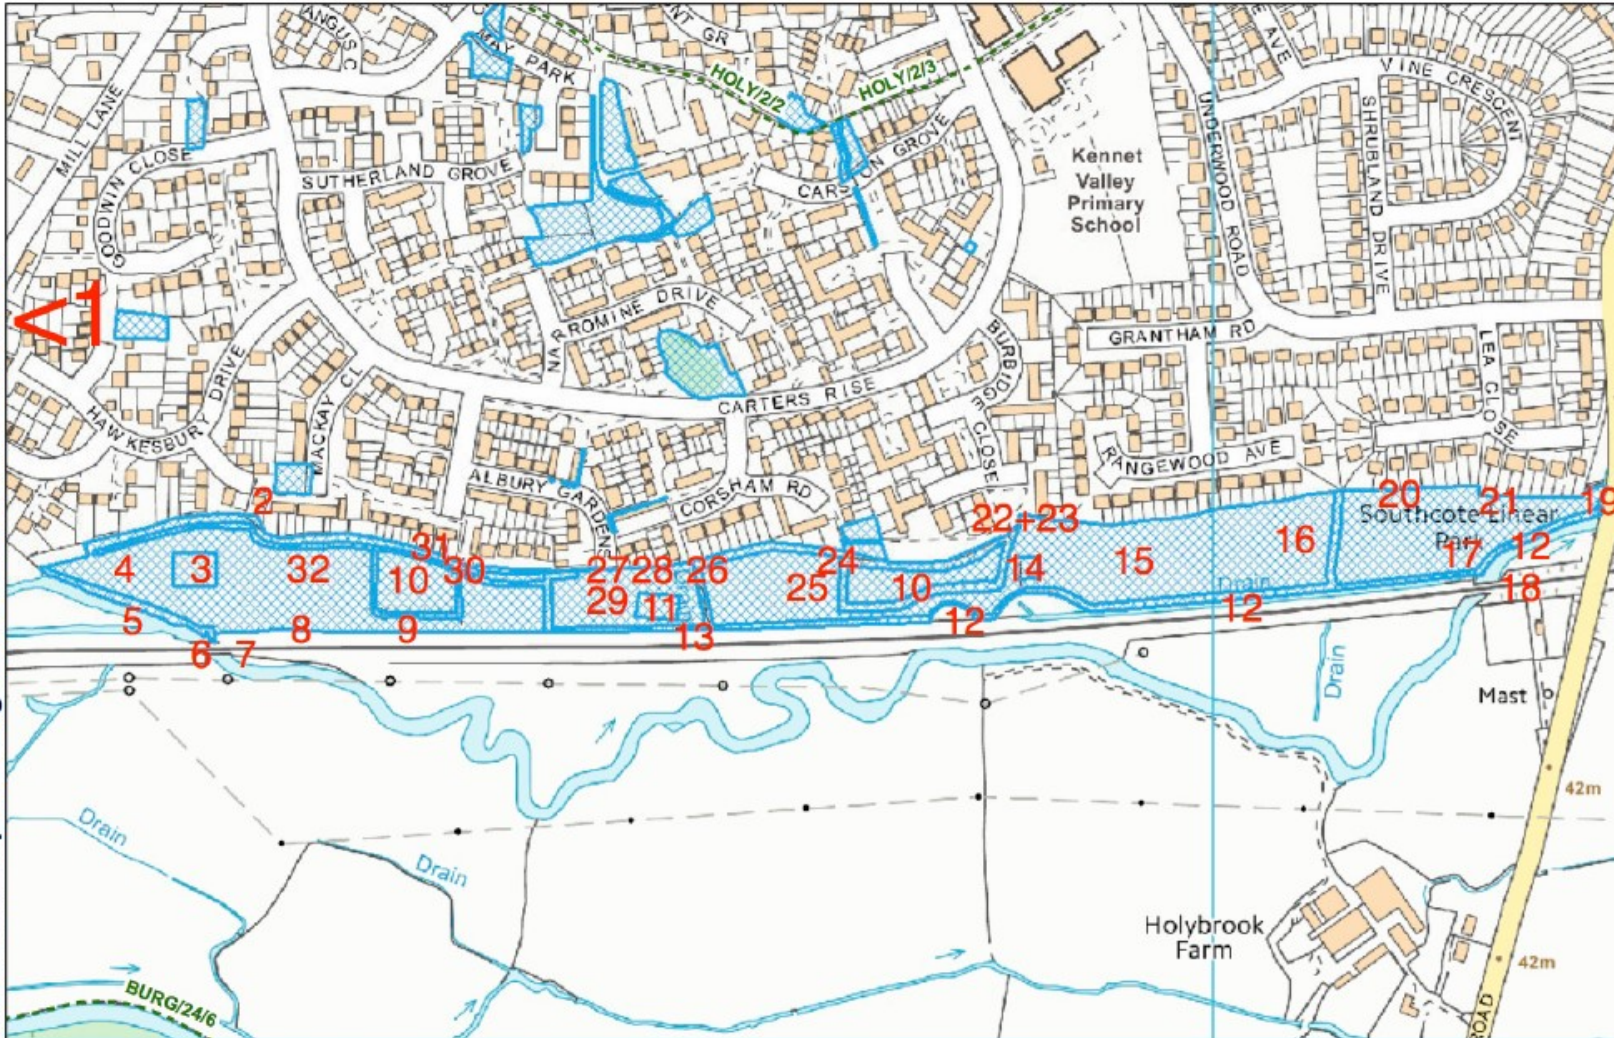 ANGUS C
MAY PARK
NT GR
HOLY/2/2
HOLY/2/3
AVE
VINE CRESCENT
MILL LANE
GOODWIN CLOSE
SUTHERLAND GROVE
CARSON GROVE
Kennet
Valley
Primary
School
UNDERWOOD ROAD
SHRUBLAND DRIVE
<1
NARROMINE DRIVE
GRANTHAM RD
LEA CLOSE
BURBIDGE CLOSE
CARTERS RISE
HAWKESBURY DRIVE
MACKAY CL
ALBURY GARDENS
CORSHAM RD
RANGEWOOD AVE
2
22+23
20
21
19
Southcote Linear
Park
31
4
3
32
10
30
27
28
26
24
25
10
14
15
16
17
12
29
11
Drain
18
5
8
9
13
12
12
6
7
Drain
Mast
42m
Drain
Drain
Holybrook
Farm
42m
BURG/24/6
ROAD